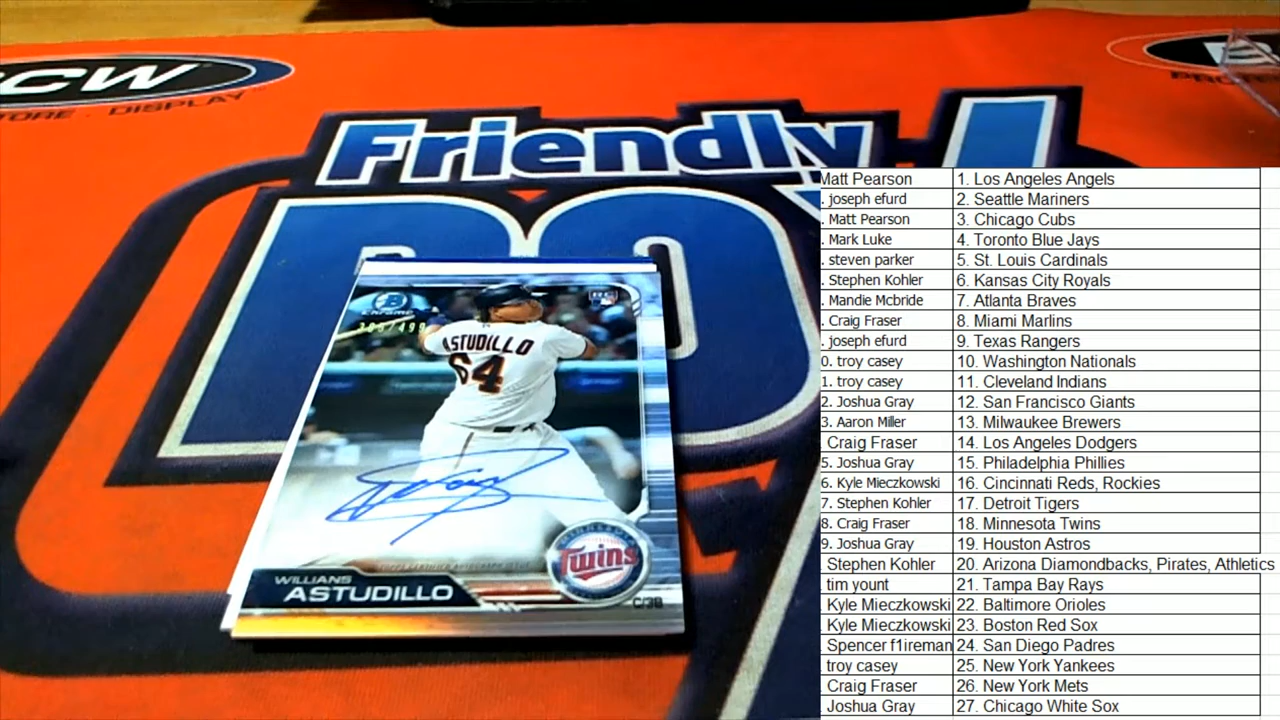 CW
TORE · DISPLAY
Friendly
Chrome
/499
RC
ASTUDILLO
64
Twins
WILLIANS
ASTUDILLO
C/3B
Matt Pearson 1. Los Angeles Angels
. joseph efurd 2. Seattle Mariners
. Matt Pearson 3. Chicago Cubs
. Mark Luke 4. Toronto Blue Jays
. steven parker 5. St. Louis Cardinals
. Stephen Kohler 6. Kansas City Royals
. Mandie Mcbride 7. Atlanta Braves
. Craig Fraser 8. Miami Marlins
. joseph efurd 9. Texas Rangers
0. troy casey 10. Washington Nationals
1. troy casey 11. Cleveland Indians
2. Joshua Gray 12. San Francisco Giants
3. Aaron Miller 13. Milwaukee Brewers
Craig Fraser 14. Los Angeles Dodgers
5. Joshua Gray 15. Philadelphia Phillies
6. Kyle Mieczkowski 16. Cincinnati Reds, Rockies
7. Stephen Kohler 17. Detroit Tigers
8. Craig Fraser 18. Minnesota Twins
9. Joshua Gray 19. Houston Astros
Stephen Kohler 20. Arizona Diamondbacks, Pirates, Athletics
tim yount 21. Tampa Bay Rays
Kyle Mieczkowski 22. Baltimore Orioles
Kyle Mieczkowski 23. Boston Red Sox
Spencer f1ireman 24. San Diego Padres
troy casey 25. New York Yankees
Craig Fraser 26. New York Mets
Joshua Gray 27. Chicago White Sox